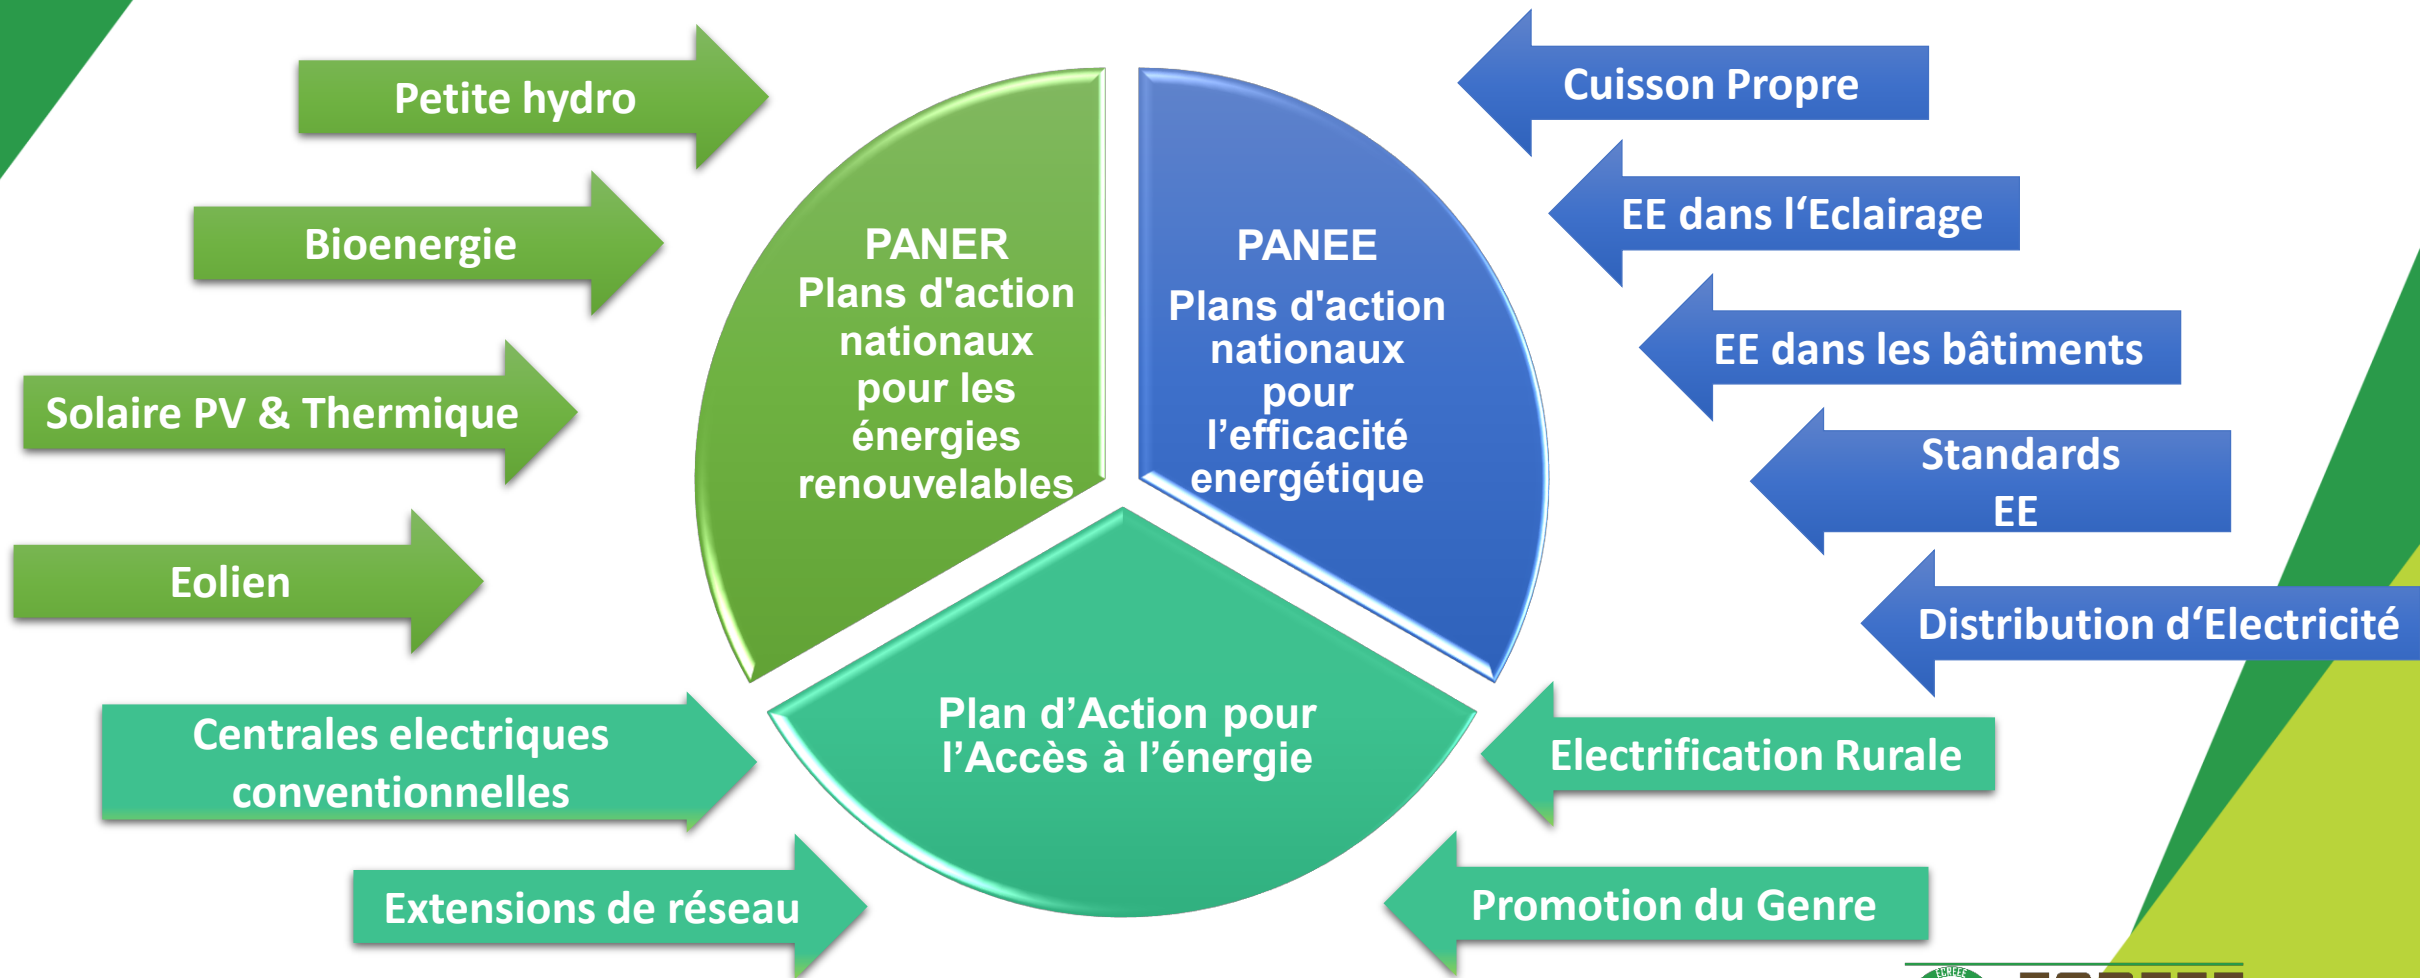 Petite hydro
Bioenergie
Solaire PV & Thermique
Eolien
Centrales electriques
conventionnelles
Extensions de réseau
PANER
Plans d'action
nationaux
pour les
énergies
renouvelables
PANEE
Plans d'action
nationaux
pour
l’efficacité
energétique
Plan d’Action pour
l’Accès à l’énergie
Cuisson Propre
EE dans l‘Eclairage
EE dans les bâtiments
Standards
EE
Distribution d‘Electricité
Electrification Rurale
Promotion du Genre
ECREEE